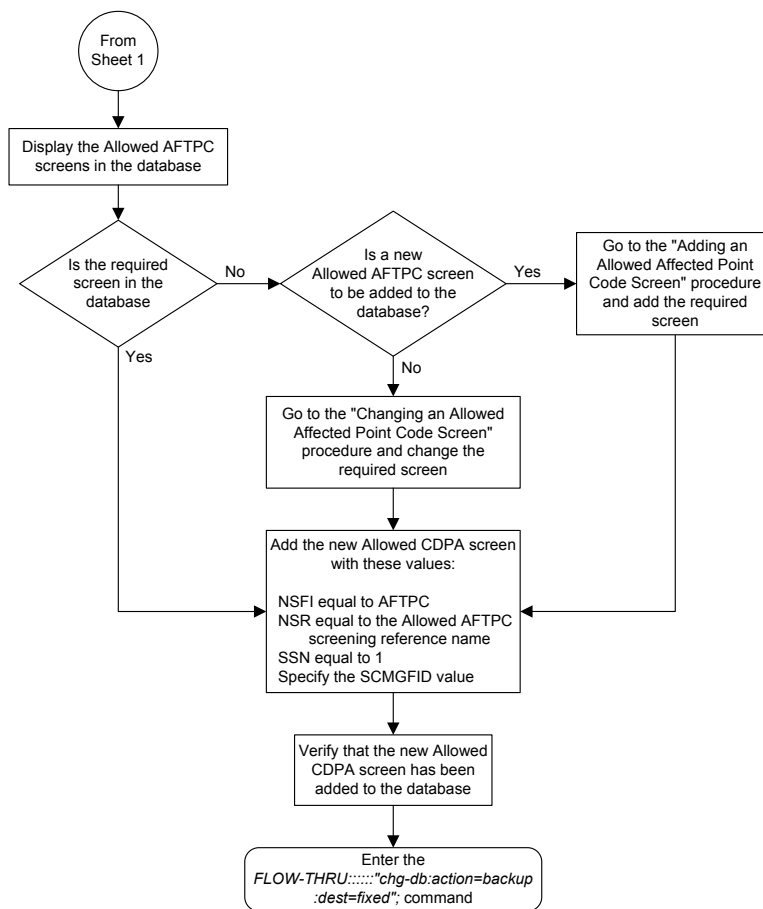 From
Sheet 1
Display the Allowed AFTPC
screens in the database
Is the required
screen in the
database
No
Is a new
Allowed AFTPC screen
to be added to the
database?
Yes
Go to the "Adding an
Allowed Affected Point
Code Screen" procedure
and add the required
screen
Yes
No
Go to the "Changing an Allowed
Affected Point Code Screen"
procedure and change the
required screen
Add the new Allowed CDPA screen
with these values:
NSFI equal to AFTPC
NSR equal to the Allowed AFTPC
screening reference name
SSN equal to 1
Specify the SCMGFID value
Verify that the new Allowed
CDPA screen has been
added to the database
Enter the
FLOW-THRU::::::"chg-db:action=backup
:dest=fixed"; command